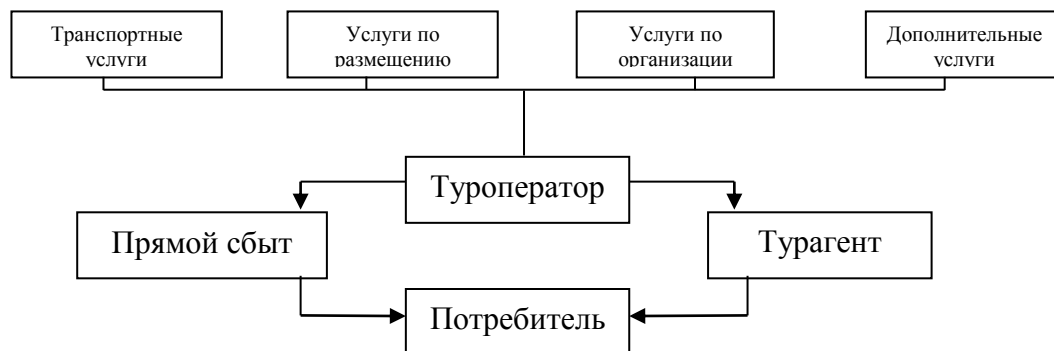 Транспортные
услуги
Услуги по
размещению
Услуги по
организации
Дополнительные
услуги
Туроператор
Прямой сбыт
Турагент
Потребитель